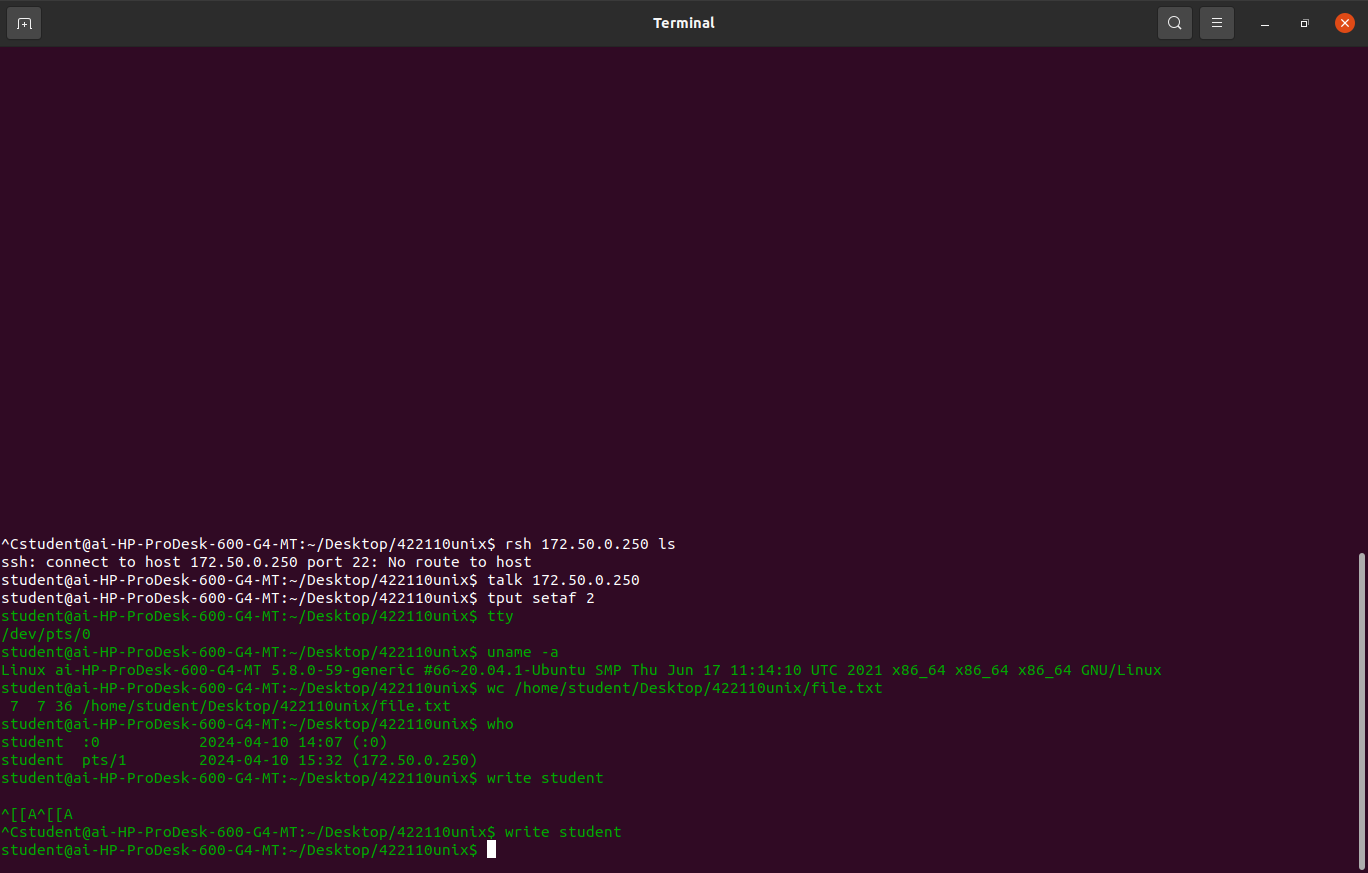 Terminal
^Cstudent@ai-HP-ProDesk-600-G4-MT:~/Desktop/422110unix$ rsh 172.50.0.250 ls
ssh: connect to host 172.50.0.250 port 22: No route to host
student@ai-HP-ProDesk-600-G4-MT:~/Desktop/422110unix$ talk 172.50.0.250
student@ai-HP-ProDesk-600-G4-MT:~/Desktop/422110unix$ tput setaf 2
student@ai-HP-ProDesk-600-G4-MT:~/Desktop/422110unix$ tty
/dev/pts/0
student@ai-HP-ProDesk-600-G4-MT:~/Desktop/422110unix$ uname -a
Linux ai-HP-ProDesk-600-G4-MT 5.8.0-59-generic #66~20.04.1-Ubuntu SMP Thu Jun 17 11:14:10 UTC 2021 x86_64 x86_64 x86_64 GNU/Linux
student@ai-HP-ProDesk-600-G4-MT:~/Desktop/422110unix$ wc /home/student/Desktop/422110unix/file.txt
 7  7 36 /home/student/Desktop/422110unix/file.txt
student@ai-HP-ProDesk-600-G4-MT:~/Desktop/422110unix$ who
student  :0           2024-04-10 14:07 (:0)
student  pts/1        2024-04-10 15:32 (172.50.0.250)
student@ai-HP-ProDesk-600-G4-MT:~/Desktop/422110unix$ write student
^[[A^[[A
^Cstudent@ai-HP-ProDesk-600-G4-MT:~/Desktop/422110unix$ write student
student@ai-HP-ProDesk-600-G4-MT:~/Desktop/422110unix$